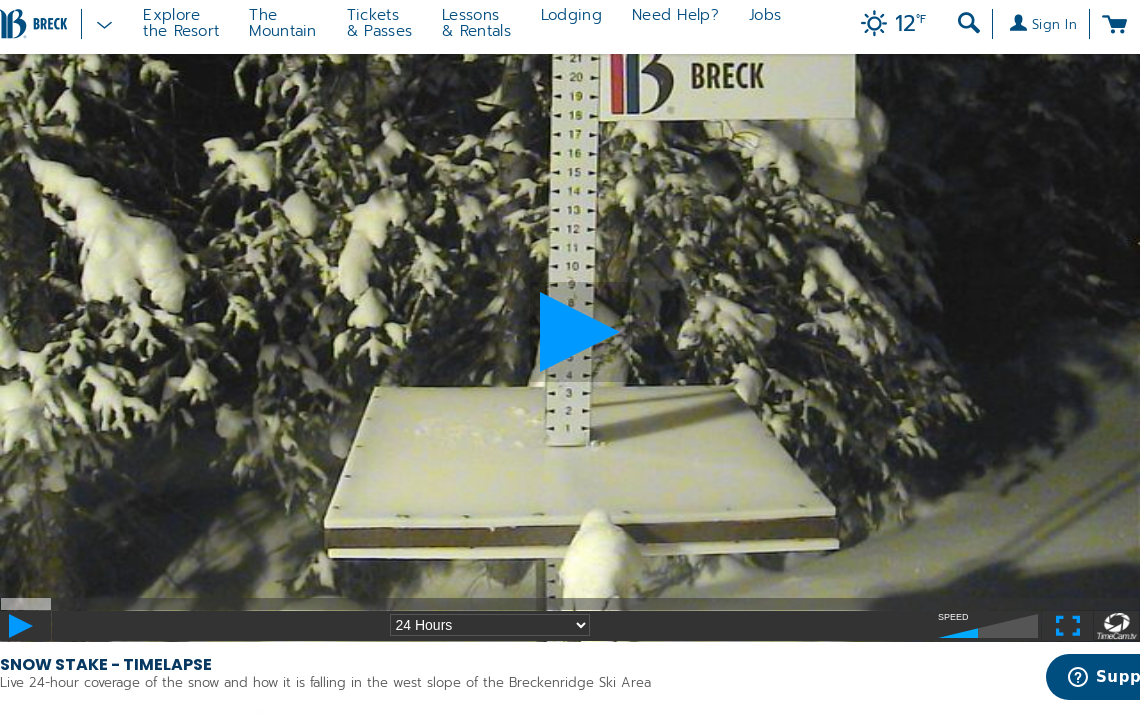 BRECK
Explore
the Resort
The
Mountain
Tickets
& Passes
Lessons
& Rentals
Lodging
Need Help?
Jobs
12°F
Sign In
BRECK
21
20
19
18
17
16
15
14
13
12
11
10
9
8
4
3
2
1
24 Hours
SPEED
TimeCam.tv
SNOW STAKE - TIMELAPSE
Live 24-hour coverage of the snow and how it is falling in the west slope of the Breckenridge Ski Area
Supp